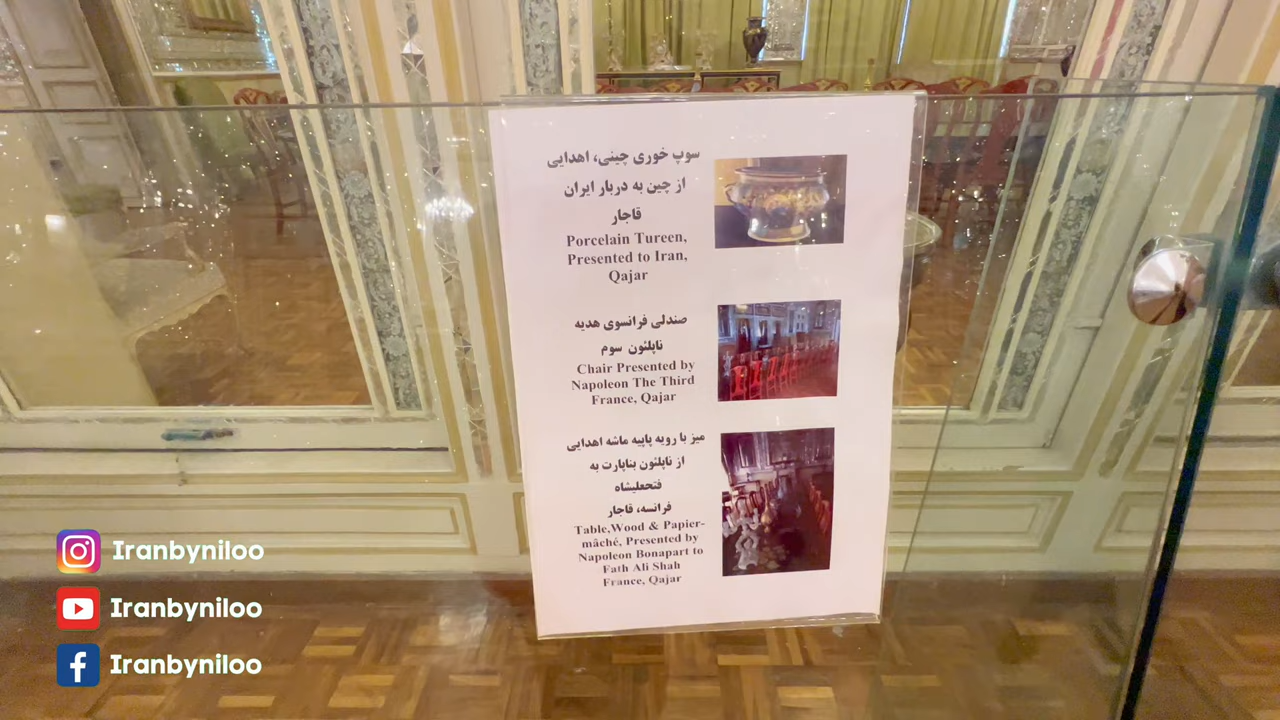 سوپ خوری چینی، اهدایی
از چین به دربار ایران
قاجار
Porcelain Tureen,
Presented to Iran,
Qajar
صندلی فرانسوی هدیه
ناپلئون سوم
Chair Presented by
Napoleon The Third
France, Qajar
میز با رویه پاپیه ماشه اهدایی
از ناپلئون بناپارت به
فتحعلیشاه
فرانسه، قاجار
Table,Wood & Papier-
mâché, Presented by
Napoleon Bonapart to
Fath Ali Shah
France, Qajar
Iranbyniloo
Iranbyniloo
Iranbyniloo